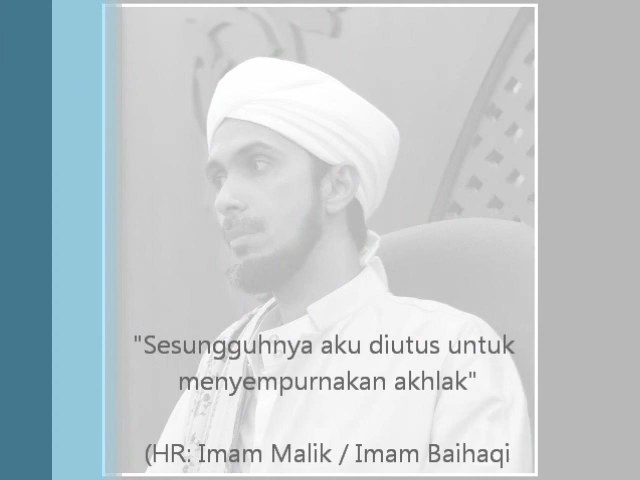 "Sesungguhnya aku diutus untuk
menyempurnakan akhlak"
(HR: Imam Malik / Imam Baihaqi